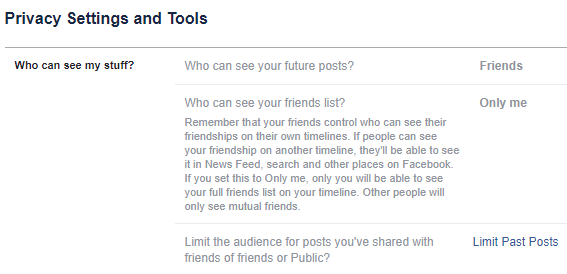 Privacy Settings and Tools
Who can see my stuff?
Who can see your future posts?
Friends
Who can see your friends list?
Only me
Remember that your friends control who can see their
friendships on their own timelines. If people can see
your friendship on another timeline, they'll be able to see
it in News Feed, search and other places on Facebook.
If you set this to Only me, only you will be able to see
your full friends list on your timeline. Other people will
only see mutual friends.
Limit the audience for posts you've shared with
friends of friends or Public?
Limit Past Posts